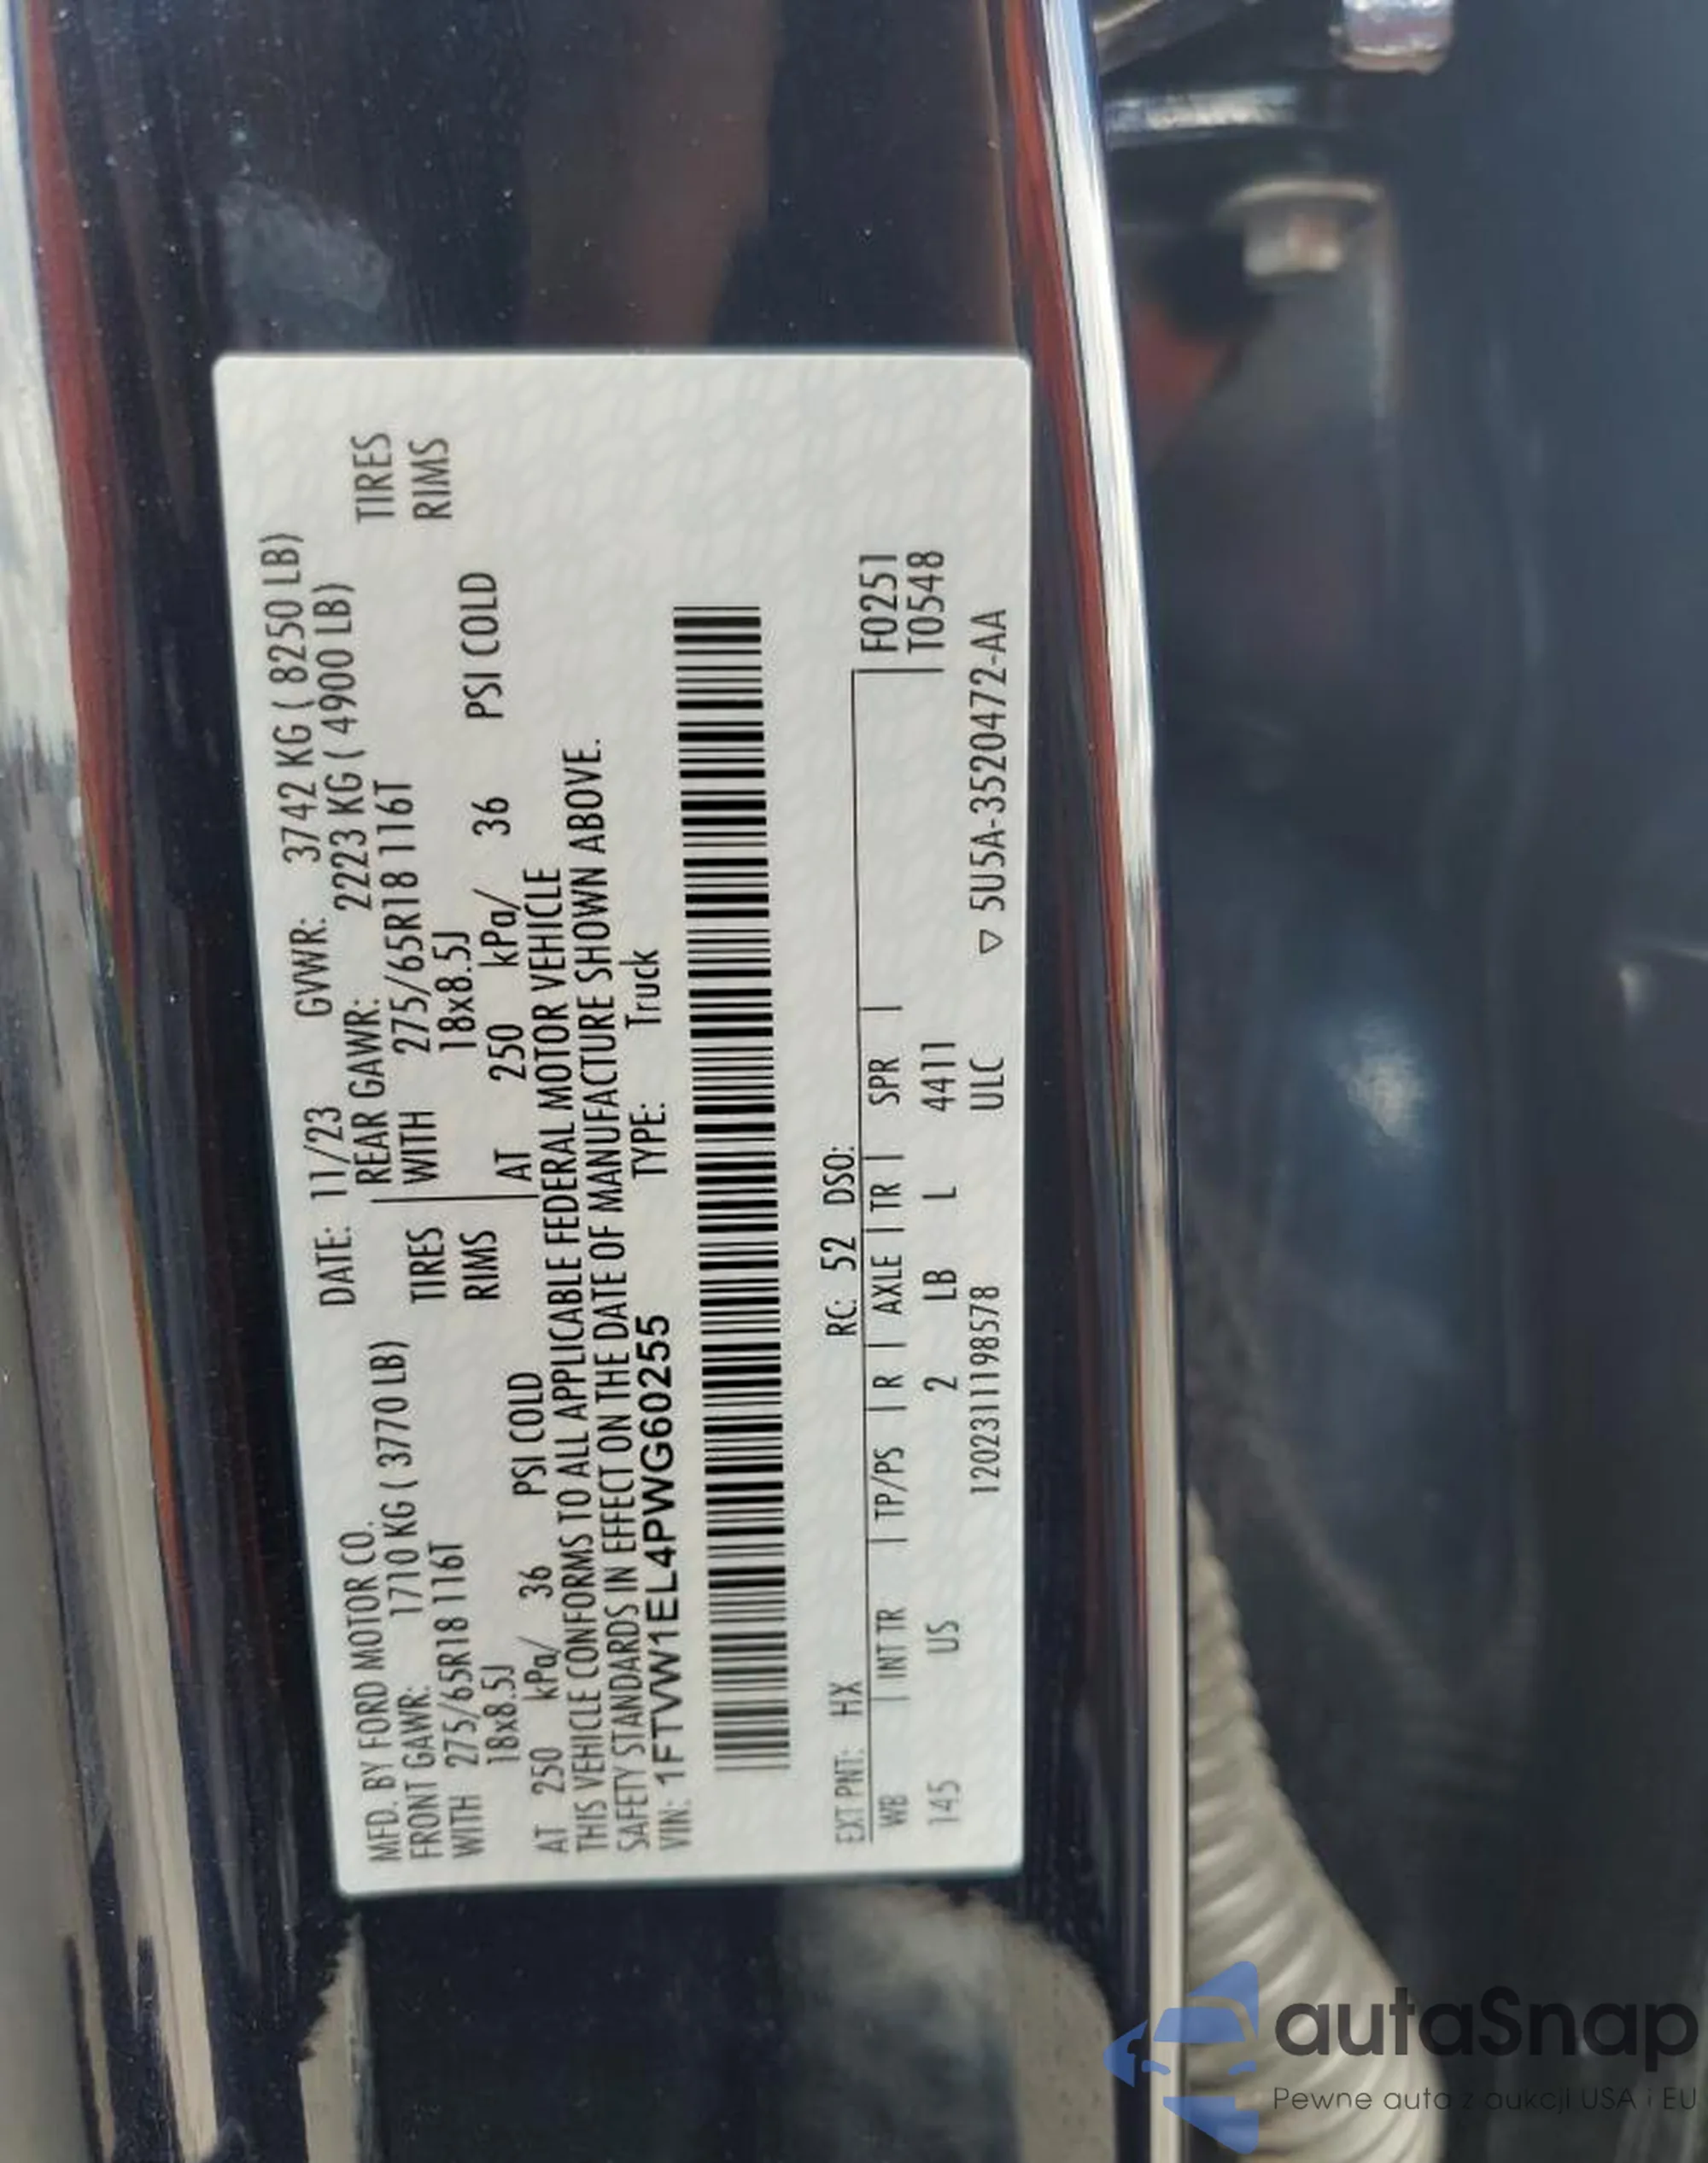 MFD. BY FORD MOTOR CO. DATE: 11/23 GVWR: 3742 KG ( 8250 LB)
FRONT GAWR: 1710 KG ( 3770 LB) REAR GAWR: 2223 KG ( 4900 LB)
WITH 275/65R18 116T TIRES WITH 275/65R18 116T TIRES
18x8.5J RIMS 18x8.5J RIMS
AT 250 kPa/ 36 PSI COLD AT 250 kPa/ 36 PSI COLD
THIS VEHICLE CONFORMS TO ALL APPLICABLE FEDERAL MOTOR VEHICLE
SAFETY STANDARDS IN EFFECT ON THE DATE OF MANUFACTURE SHOWN ABOVE.
VIN: 1FTVW1EL4PWG60255 TYPE: Truck
EXT PNT: HX RC: 52 DSO:
WB | INT TR | TP/PS | R | AXLE | TR | SPR | | F0251
145 US 2 LB L 4411 | T0548
120231198578 ULC ▽ 5U5A-3520472-AA
autaSnap
Pewne auta z aukcji USA i EU